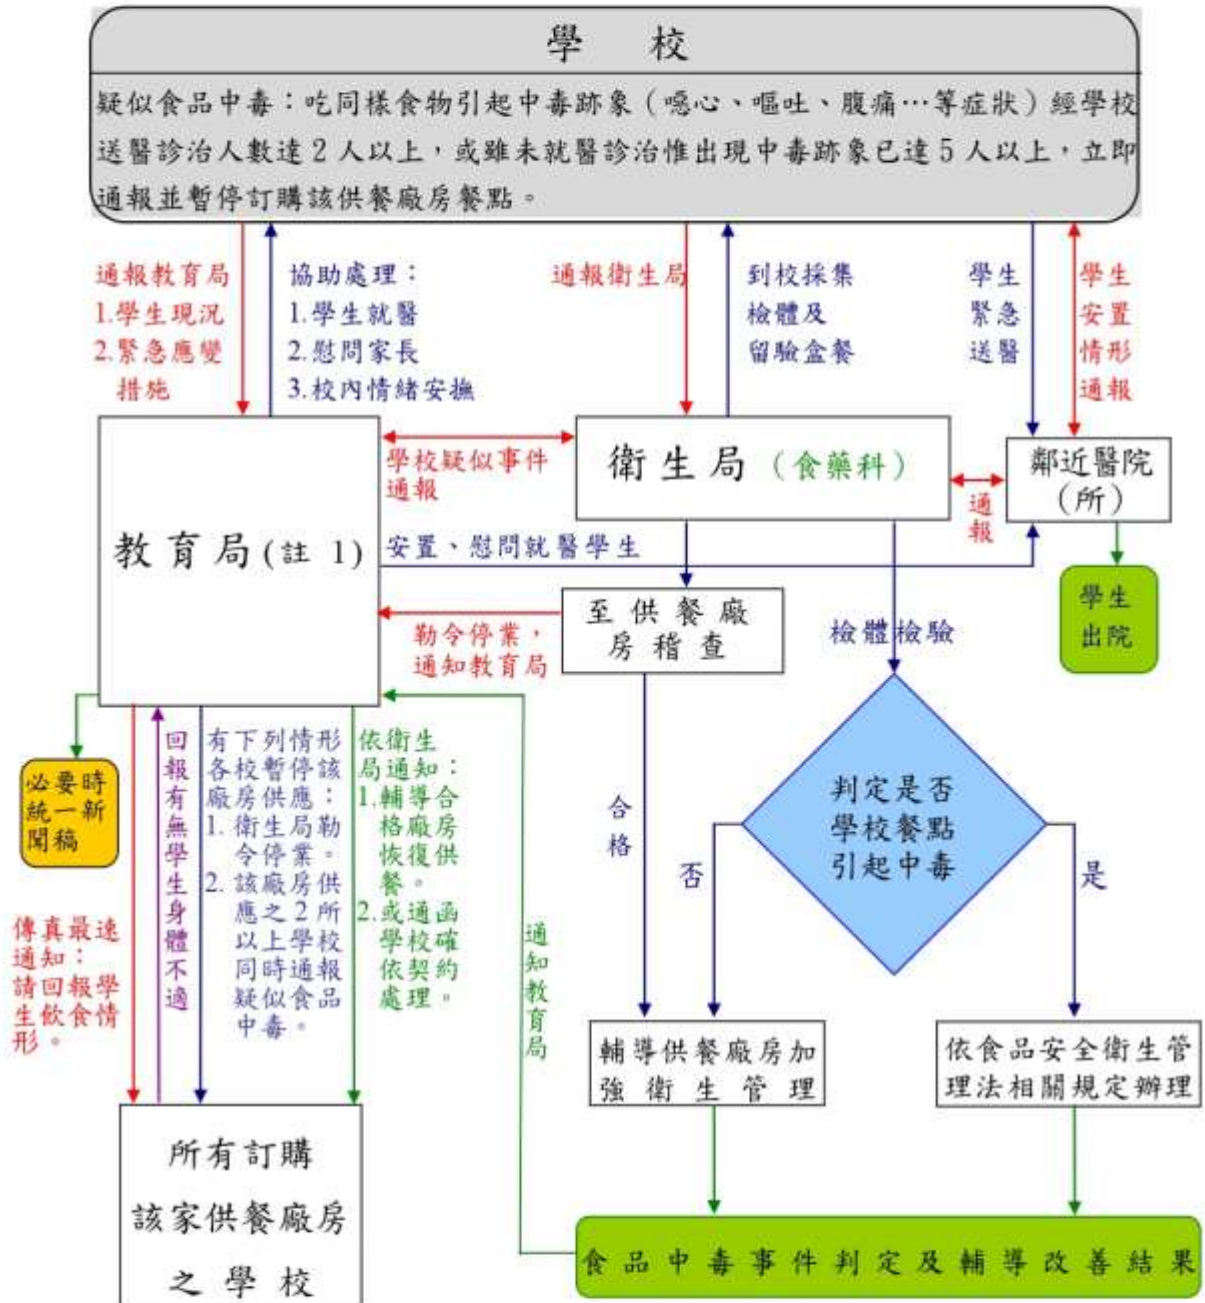 學 校
疑似食品中毒：吃同樣食物引起中毒跡象（噁心、嘔吐、腹痛…等症狀）經學校
送醫診治人數達2人以上，或雖未就醫診治惟出現中毒跡象已達5人以上，立即
通報並暫停訂購該供餐廠房餐點。
通報教育局
1.學生現況
2.緊急應變
措施
協助處理：
1.學生就醫
2.慰問家長
3.校內情緒安撫
通報衛生局
到校採集
檢體及
留驗盒餐
學生
緊急
送醫
學生
安置
情形
通報
教育局(註 1)
學校疑似事件
通報
衛生局（食藥科）
通報
鄰近醫院
（所）
安置、慰問就醫學生
勒令停業，
通知教育局
至供餐廠
房稽查
檢體檢驗
學生
出院
必要時
統一新
聞稿
傳真最速
通知：
請回報學
生飲食情
形。
回報有無學生身體不適
有下列情形
各校暫停該
廠房供應：
1. 衛生局勒
令停業。
2. 該廠房供
應之2所
以上學校
同時通報
疑似食品
中毒。
依衛生
局通知：
1.輔導合
格廠房
恢復供
餐。
2.或通函
學校確
依契約
處理。
通知教育局
合格
否
判定是否
學校餐點
引起中毒
是
輔導供餐廠房加
強衛生管理
依食品安全衛生管
理法相關規定辦理
所有訂購
該家供餐廠房
之學校
食品中毒事件判定及輔導改善結果